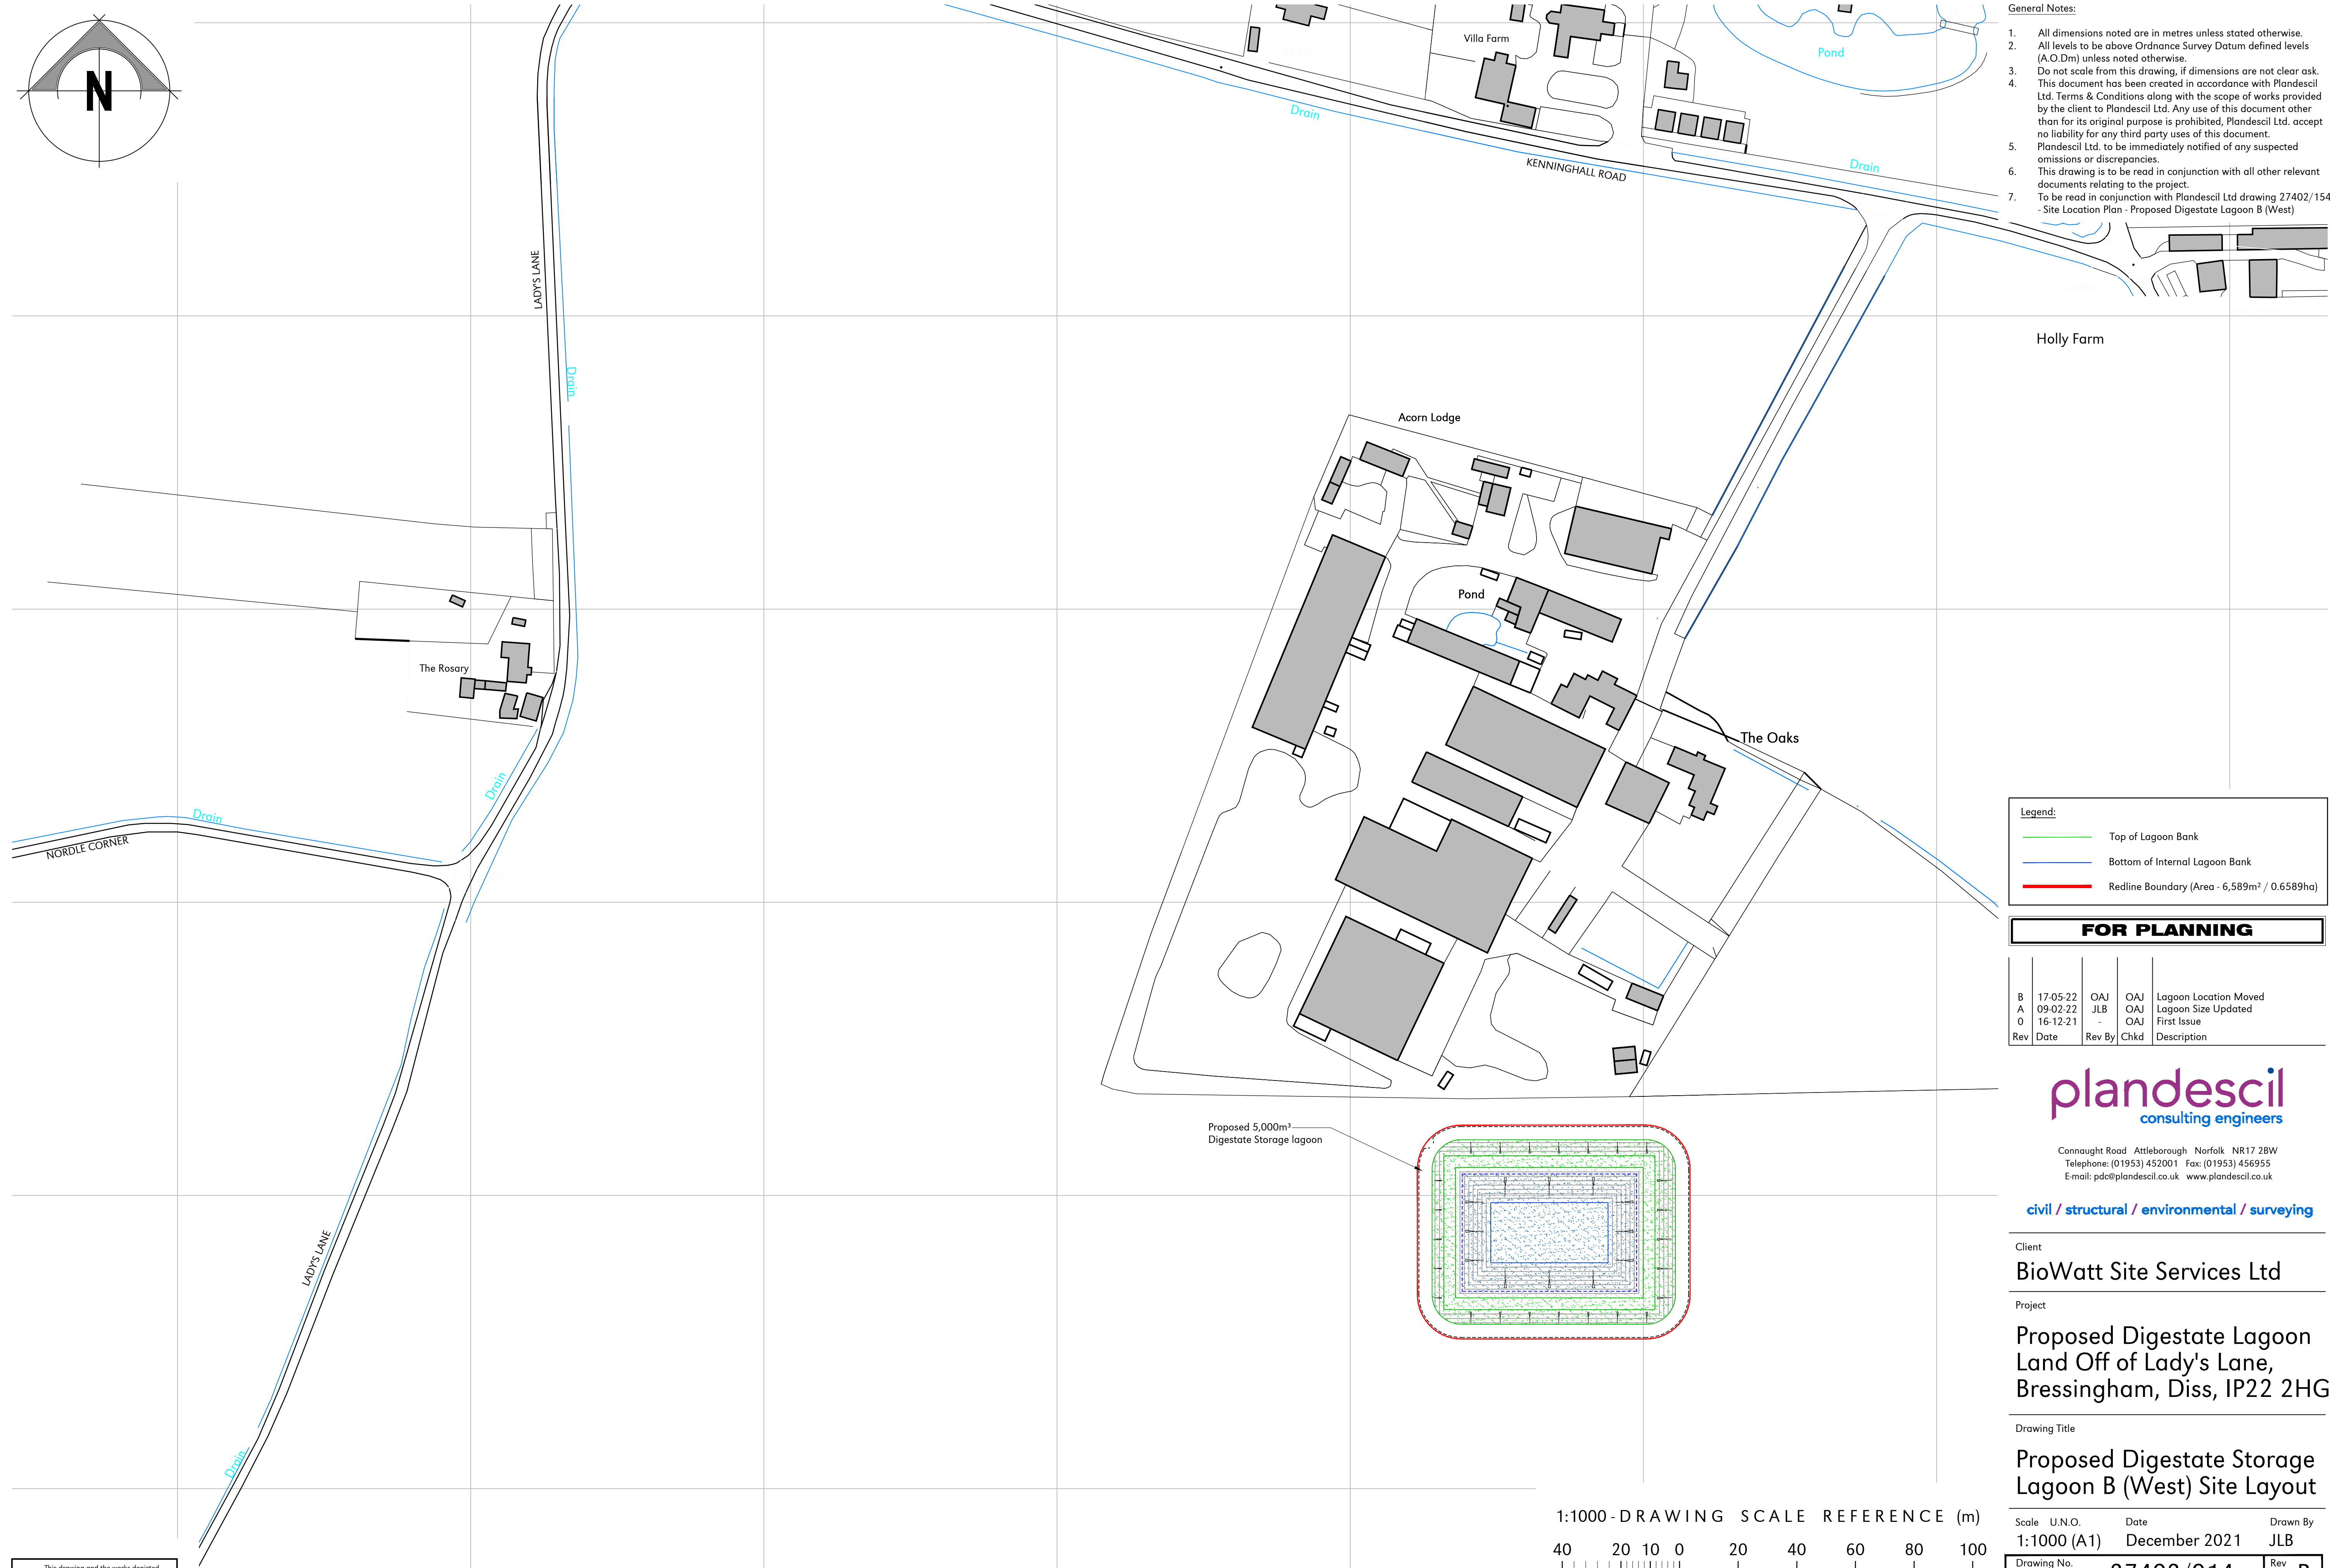 N
Villa Farm
Pond
Drain
KENNINGHALL ROAD
Drain
LADY'S LANE
Drain
Holly Farm
Acorn Lodge
Pond
The Rosary
The Oaks
Drain
Drain
NORDLE CORNER
Proposed 5,000m³
Digestate Storage lagoon
LADY'S LANE
Drain
1:1000 - DRAWING SCALE REFERENCE (m)
40 20 10 0 20 40 60 80 100
This drawing and the works depicted
General Notes:
1. All dimensions noted are in metres unless stated otherwise.
2. All levels to be above Ordnance Survey Datum defined levels
(A.O.Dm) unless noted otherwise.
3. Do not scale from this drawing, if dimensions are not clear ask.
4. This document has been created in accordance with Plandescil
Ltd. Terms & Conditions along with the scope of works provided
by the client to Plandescil Ltd. Any use of this document other
than for its original purpose is prohibited, Plandescil Ltd. accept
no liability for any third party uses of this document.
5. Plandescil Ltd. to be immediately notified of any suspected
omissions or discrepancies.
6. This drawing is to be read in conjunction with all other relevant
documents relating to the project.
7. To be read in conjunction with Plandescil Ltd drawing 27402/154
- Site Location Plan - Proposed Digestate Lagoon B (West)
Legend:
Top of Lagoon Bank
Bottom of Internal Lagoon Bank
Redline Boundary (Area - 6,589m² / 0.6589ha)
FOR PLANNING
B 17-05-22 OAJ OAJ Lagoon Location Moved
A 09-02-22 JLB OAJ Lagoon Size Updated
0 16-12-21 - OAJ First Issue
Rev Date Rev By Chkd Description
plandescil
consulting engineers
Connaught Road Attleborough Norfolk NR17 2BW
Telephone: (01953) 452001 Fax: (01953) 456955
E-mail: pdc@plandescil.co.uk www.plandescil.co.uk
civil / structural / environmental / surveying
Client
BioWatt Site Services Ltd
Project
Proposed Digestate Lagoon
Land Off of Lady's Lane,
Bressingham, Diss, IP22 2HG
Drawing Title
Proposed Digestate Storage
Lagoon B (West) Site Layout
Scale U.N.O. Date Drawn By
1:1000 (A1) December 2021 JLB
Drawing No. Rev